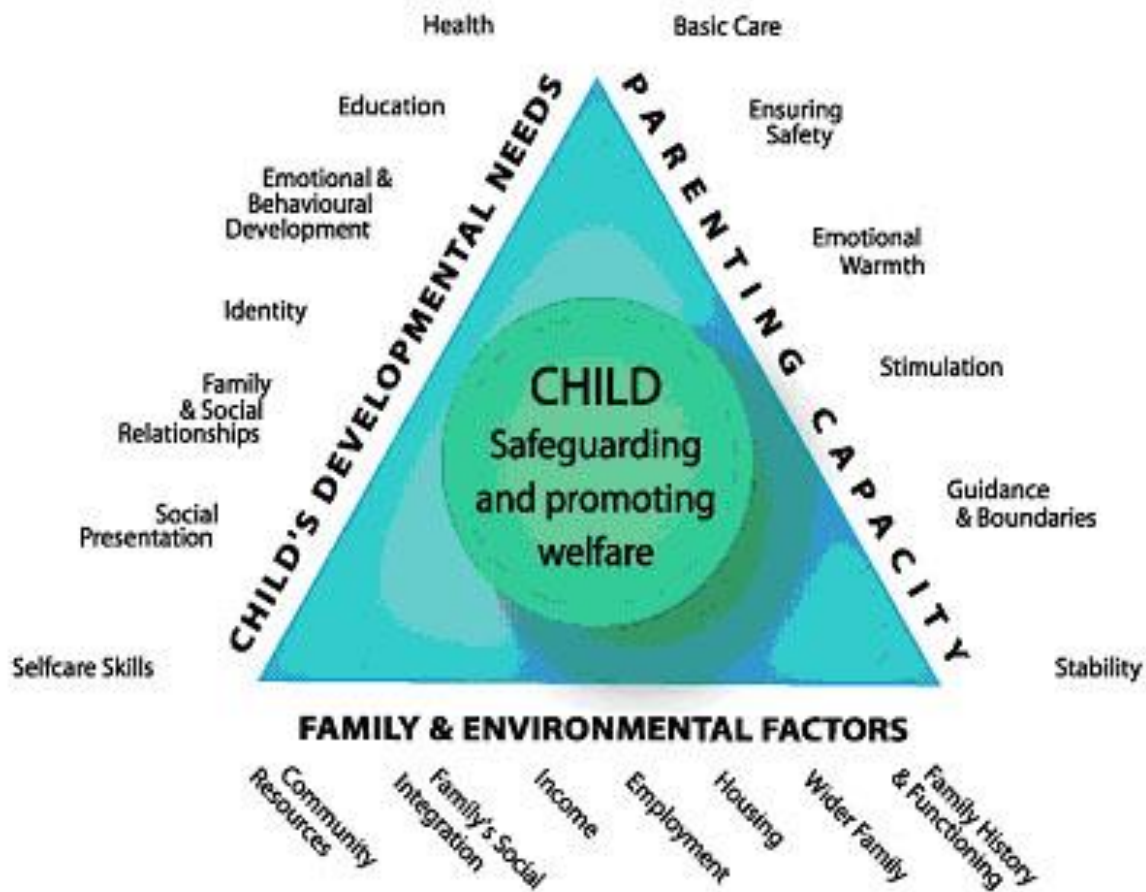 Health
Education
Emotional &
Behavioural
Development
Identity
Family
& Social
Relationships
Social
Presentation
Selfcare Skills
CHILD'S DEVELOPMENTAL NEEDS
Basic Care
Ensuring
Safety
Emotional
Warmth
Stimulation
Guidance
& Boundaries
Stability
PARENTING CAPACITY
CHILD
Safeguarding
and promoting
welfare
FAMILY & ENVIRONMENTAL FACTORS
Community
Resources
Family's Social
Integration
Income
Employment
Housing
Wider Family
Family History
& Functioning